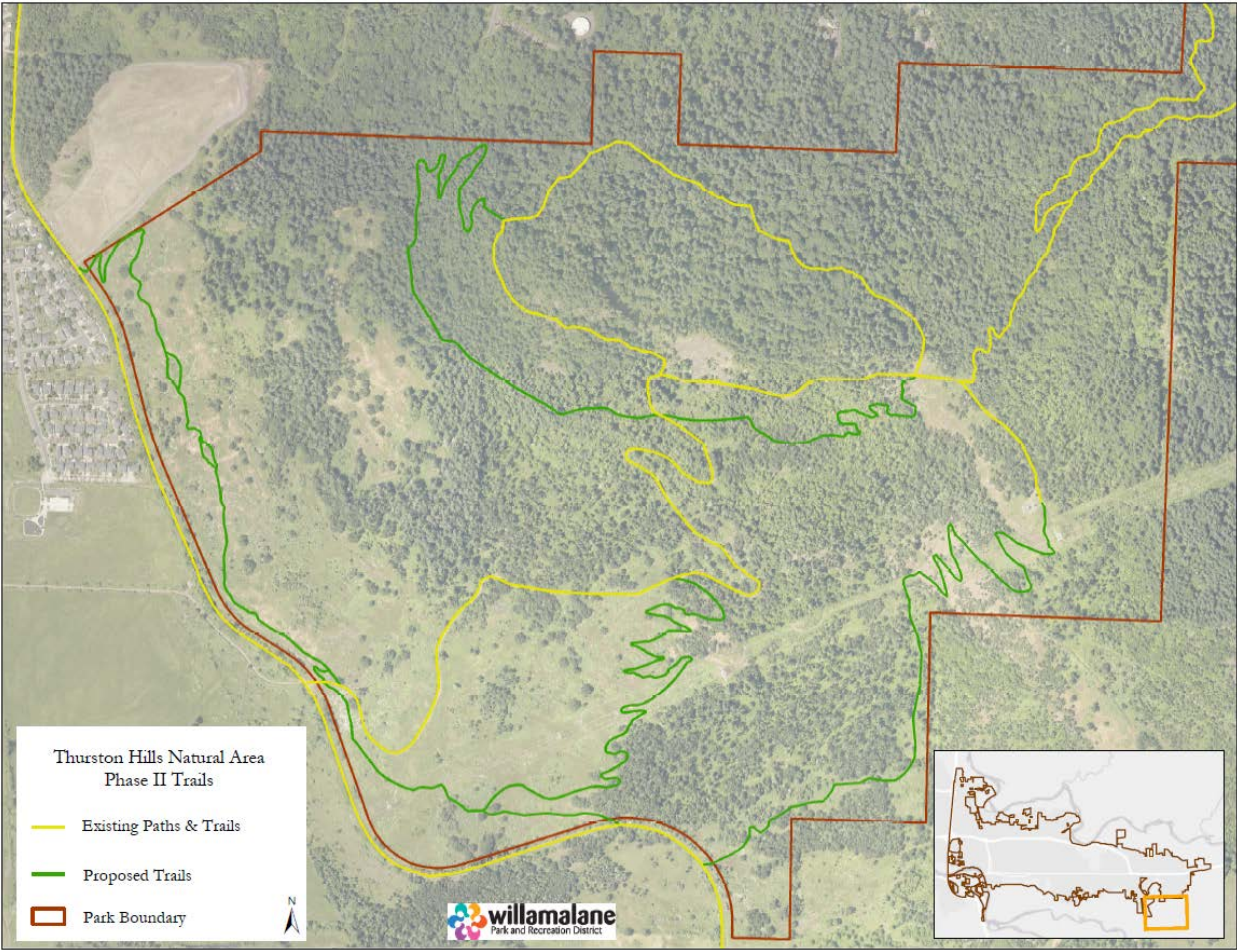 Thurston Hills Natural Area
Phase II Trails
Existing Paths & Trails
Proposed Trails
Park Boundary
N
willamalane
Park and Recreation District